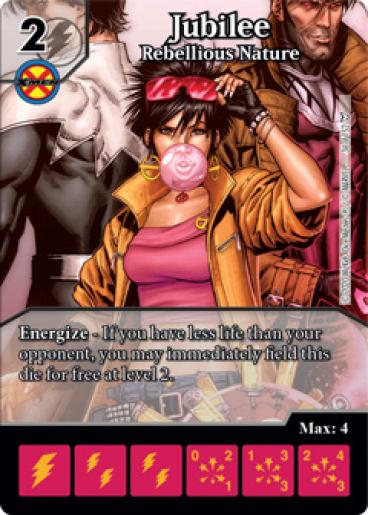 2
Jubilee
Rebellious Nature
X-MEN
Energize - If you have less life than your
opponent, you may immediately field this
die for free at level 2.
Max: 4
0 2
1
1 3
3
2 4
3